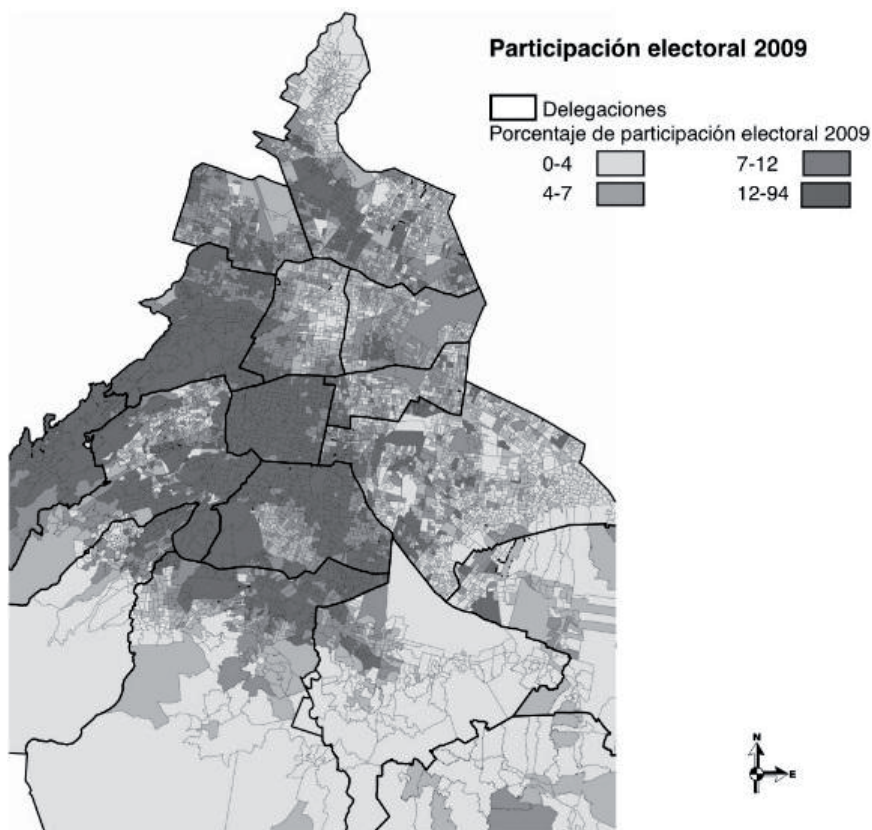 Participación electoral 2009
Delegaciones
Porcentaje de participación electoral 2009
0-4
7-12
4-7
12-94
N
E